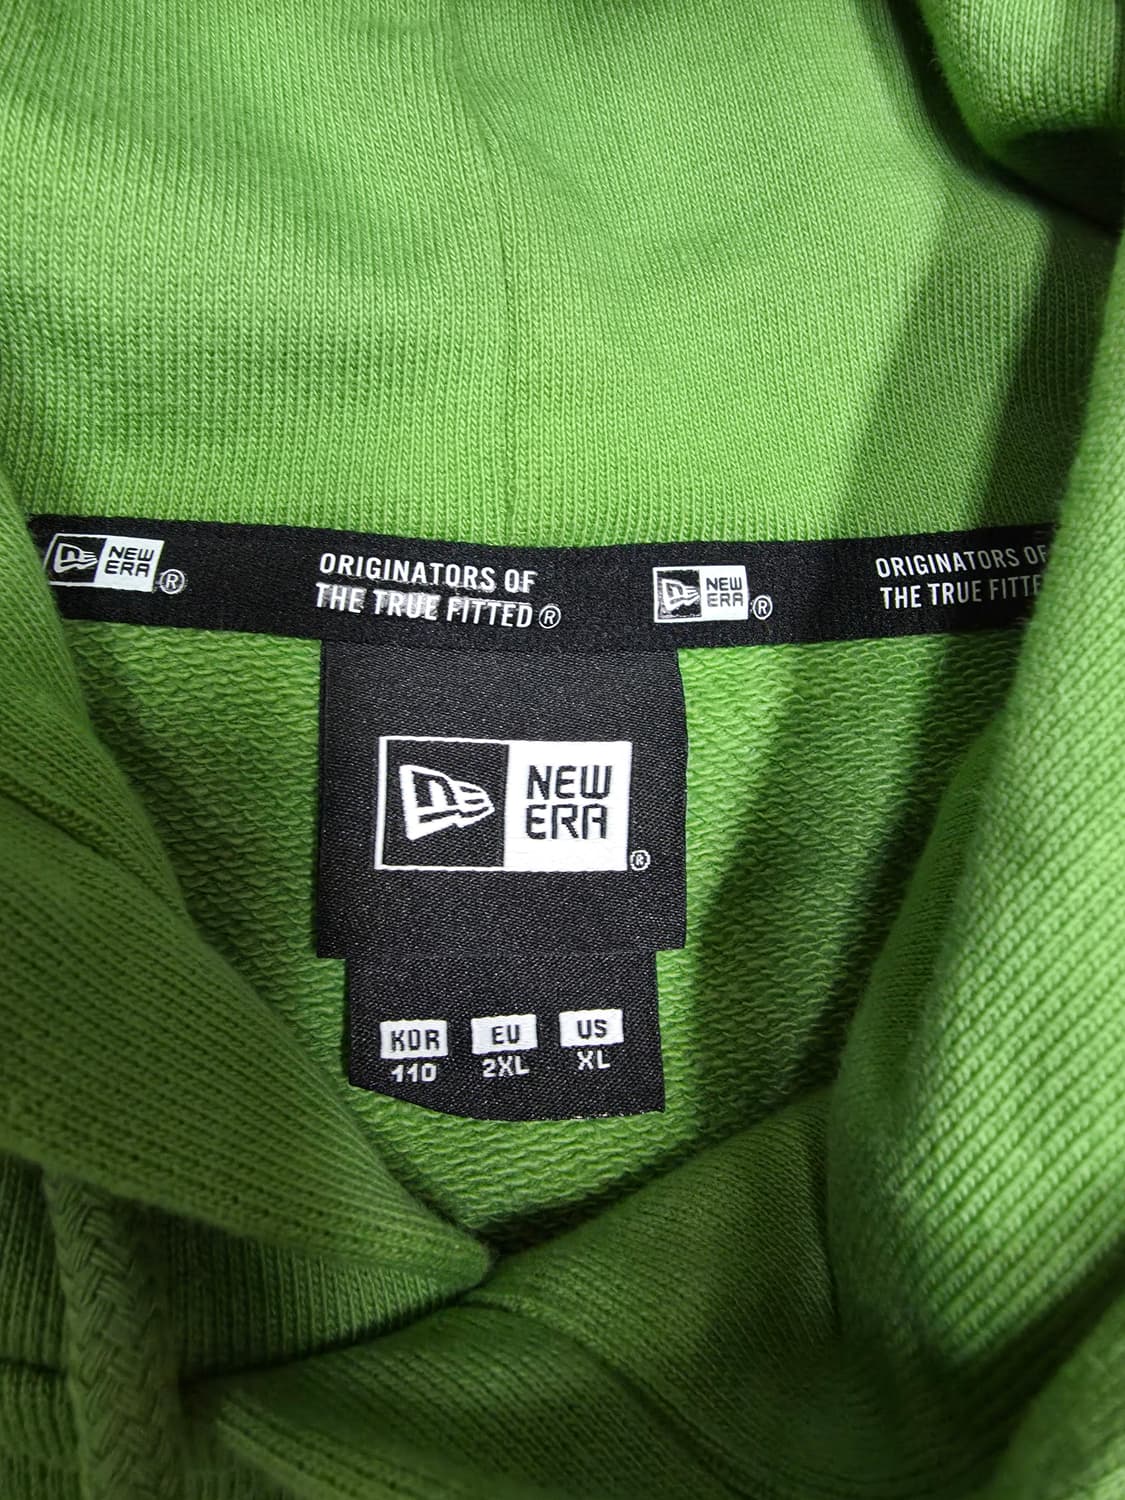 NEW
ERA®
ORIGINATORS OF
THE TRUE FITTED®
NEW
ERA®
ORIGINATORS OF
THE TRUE FITTE
NEW
ERA®
KOR EU US
110 2XL XL